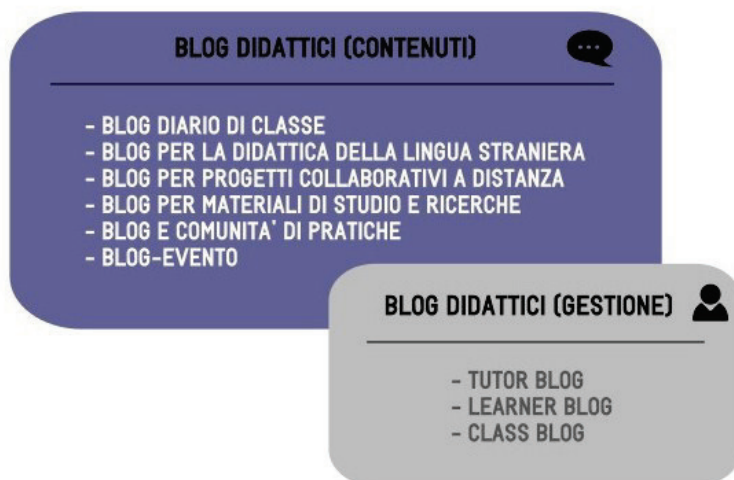 BLOG DIDATTICI (CONTENUTI)
- BLOG DIARIO DI CLASSE
- BLOG PER LA DIDATTICA DELLA LINGUA STRANIERA
- BLOG PER PROGETTI COLLABORATIVI A DISTANZA
- BLOG PER MATERIALI DI STUDIO E RICERCHE
- BLOG E COMUNITA' DI PRATICHE
- BLOG-EVENTO
BLOG DIDATTICI (GESTIONE)
- TUTOR BLOG
- LEARNER BLOG
- CLASS BLOG